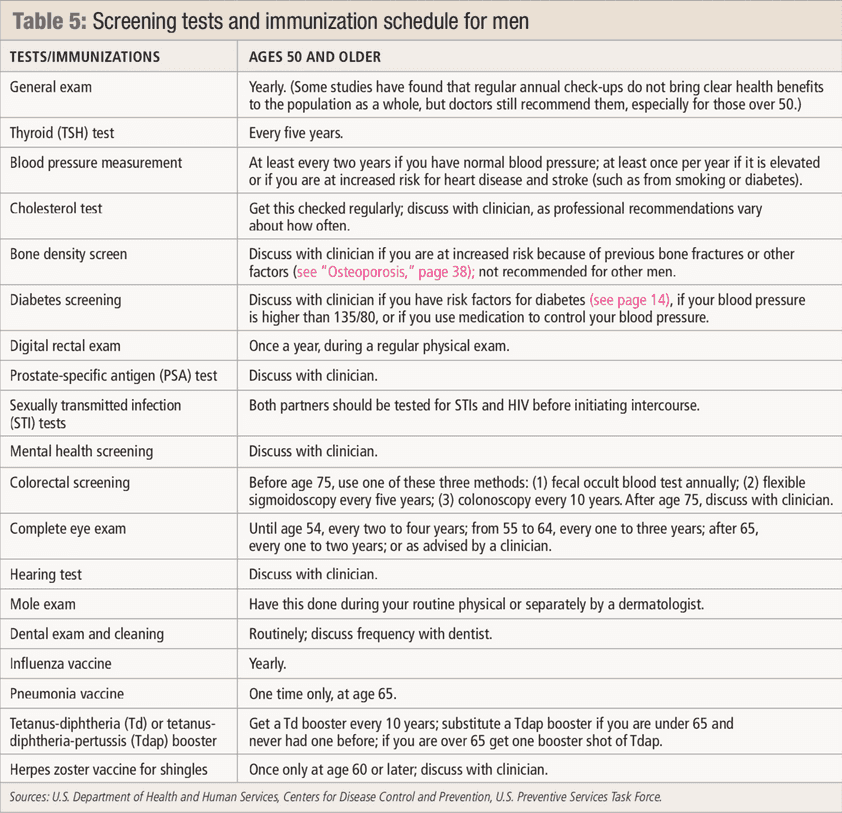 Table 5: Screening tests and immunization schedule for men
TESTS/IMMUNIZATIONS
AGES 50 AND OLDER
General exam
Yearly. (Some studies have found that regular annual check-ups do not bring clear health benefits
to the population as a whole, but doctors still recommend them, especially for those over 50.)
Thyroid (TSH) test
Every five years.
Blood pressure measurement
At least every two years if you have normal blood pressure; at least once per year if it is elevated
or if you are at increased risk for heart disease and stroke (such as from smoking or diabetes).
Cholesterol test
Get this checked regularly; discuss with clinician, as professional recommendations vary
about how often.
Bone density screen
Discuss with clinician if you are at increased risk because of previous bone fractures or other
factors (see "Osteoporosis," page 38); not recommended for other men.
Diabetes screening
Discuss with clinician if you have risk factors for diabetes (see page 14), if your blood pressure
is higher than 135/80, or if you use medication to control your blood pressure.
Digital rectal exam
Once a year, during a regular physical exam.
Prostate-specific antigen (PSA) test
Discuss with clinician.
Sexually transmitted infection
(STI) tests
Both partners should be tested for STIs and HIV before initiating intercourse.
Mental health screening
Discuss with clinician.
Colorectal screening
Before age 75, use one of these three methods: (1) fecal occult blood test annually; (2) flexible
sigmoidoscopy every five years; (3) colonoscopy every 10 years. After age 75, discuss with clinician.
Complete eye exam
Until age 54, every two to four years; from 55 to 64, every one to three years; after 65,
every one to two years; or as advised by a clinician.
Hearing test
Discuss with clinician.
Mole exam
Have this done during your routine physical or separately by a dermatologist.
Dental exam and cleaning
Routinely; discuss frequency with dentist.
Influenza vaccine
Yearly.
Pneumonia vaccine
One time only, at age 65.
Tetanus-diphtheria (Td) or tetanus-
diphtheria-pertussis (Tdap) booster
Get a Td booster every 10 years; substitute a Tdap booster if you are under 65 and
never had one before; if you are over 65 get one booster shot of Tdap.
Herpes zoster vaccine for shingles
Once only at age 60 or later; discuss with clinician.
Sources: U.S. Department of Health and Human Services, Centers for Disease Control and Prevention, U.S. Preventive Services Task Force.